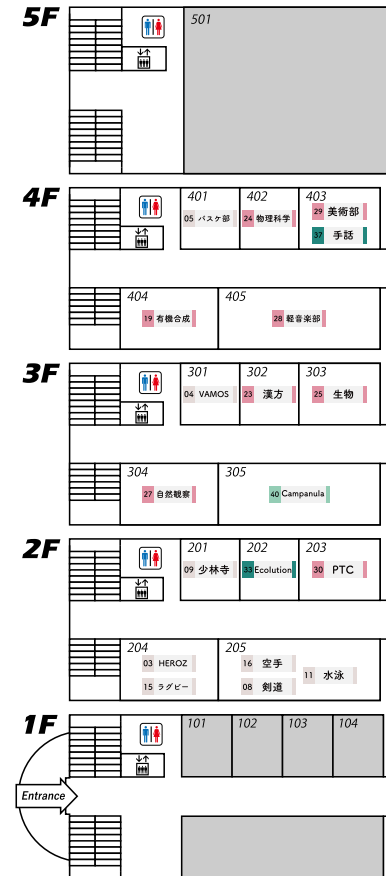 5F
501
4F
401
402
403
05 バスケ部
24 物理科学
29 美術部
37 手話
404
405
19 有機合成
28 軽音楽部
3F
301
302
303
04 VAMOS
23 漢方
25 生物
304
305
27 自然観察
40 Campanula
2F
201
202
203
09 少林寺
33 Ecolution
30 PTC
204
205
03 HEROZ
15 ラグビー
16 空手
08 剣道
11 水泳
1F
101
102
103
104
Entrance